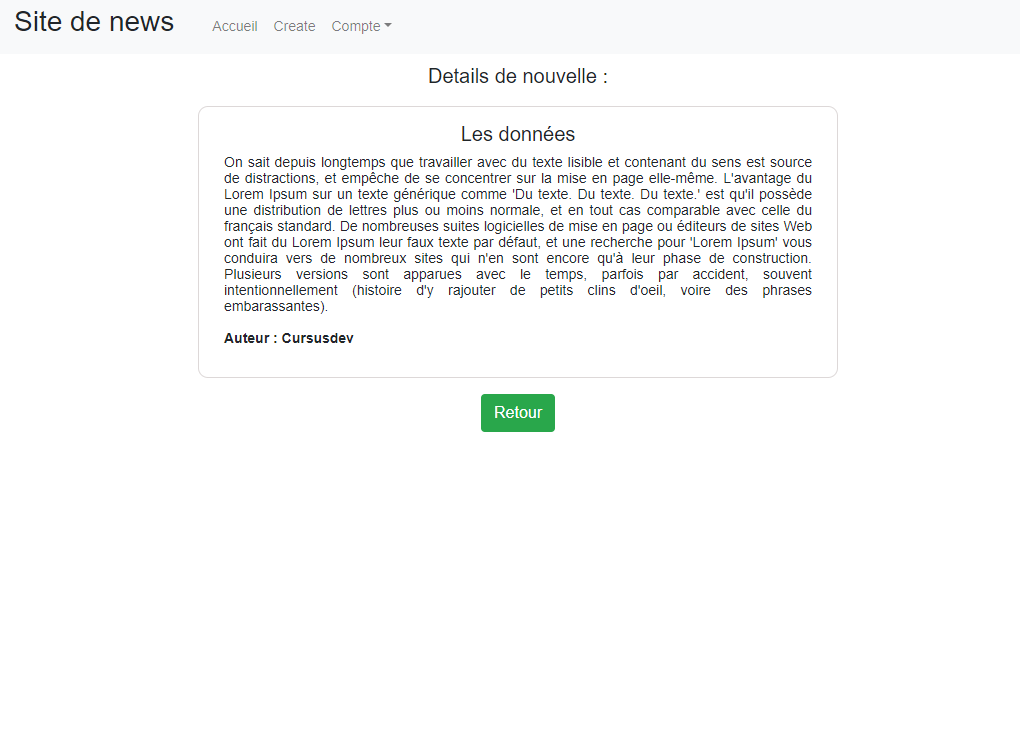 Site de news
Accueil
Create
Compte
Details de nouvelle :
Les données
On sait depuis longtemps que travailler avec du texte lisible et contenant du sens est source
de distractions, et empêche de se concentrer sur la mise en page elle-même. L'avantage du
Lorem Ipsum sur un texte générique comme 'Du texte. Du texte. Du texte.' est qu'il possède
une distribution de lettres plus ou moins normale, et en tout cas comparable avec celle du
français standard. De nombreuses suites logicielles de mise en page ou éditeurs de sites Web
ont fait du Lorem Ipsum leur faux texte par défaut, et une recherche pour 'Lorem Ipsum' vous
conduira vers de nombreux sites qui n'en sont encore qu'à leur phase de construction.
Plusieurs versions sont apparues avec le temps, parfois par accident, souvent
intentionnellement (histoire d'y rajouter de petits clins d'oeil, voire des phrases
embarassantes).
Auteur : Cursusdev
Retour